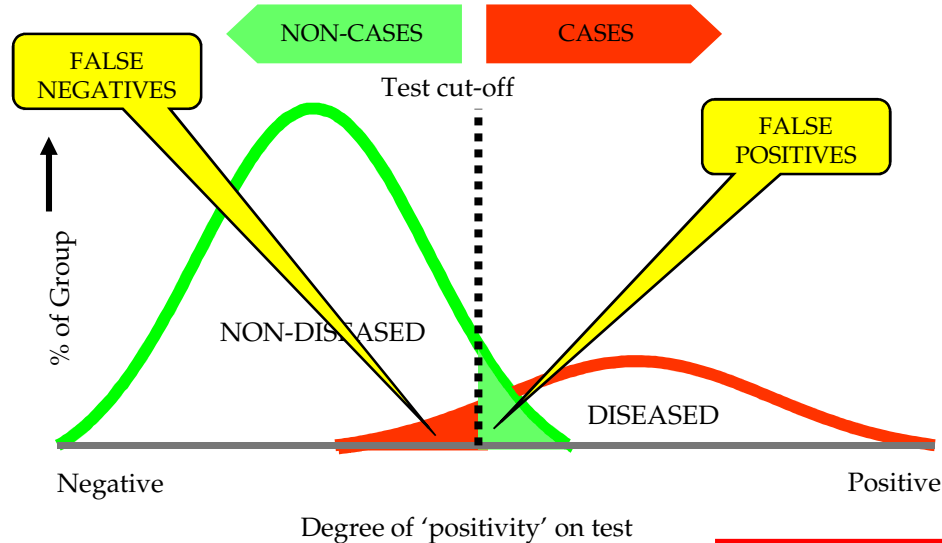 NON-CASES
CASES
FALSE
NEGATIVES
Test cut-off
FALSE
POSITIVES
% of Group
NON-DISEASED
DISEASED
Negative
Positive
Degree of ‘positivity’ on test